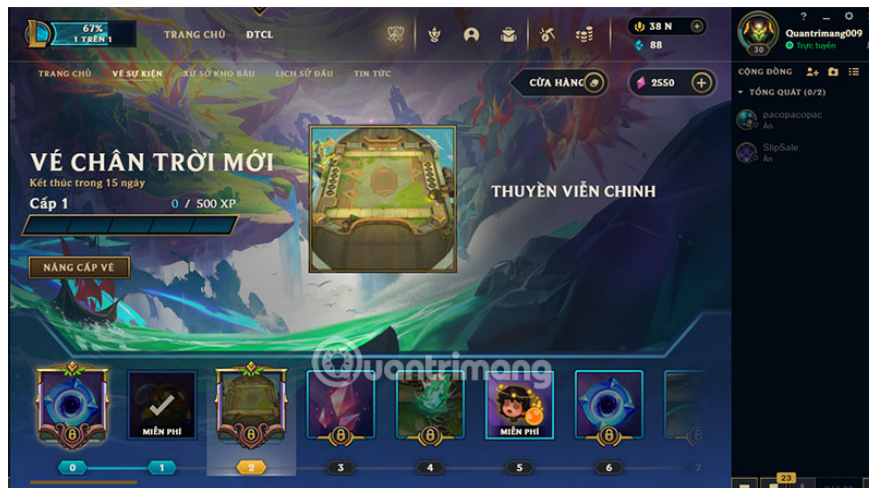 67%
1 TRÊN 1
TRANG CHỦ ĐTCL
38 N
88
30
Quantrimang009
Trực tuyến
TRANG CHỦ VÉ SỰ KIỆN XỨ SỞ KHO BÁU LỊCH SỬ ĐẤU TIN TỨC
CỬA HÀNG
2550
CỘNG ĐỒNG
TỔNG QUÁT (0/2)
pacopacopac
Ẩn
SlipSale
Ẩn
VÉ CHÂN TRỜI MỚI
Kết thúc trong 15 ngày
Cấp 1 0 / 500 XP
THUYỀN VIỄN CHINH
NÂNG CẤP VÉ
Quantrimang
MIỄN PHÍ
MIỄN PHÍ
0 1 2 3 4 5 6 7
23